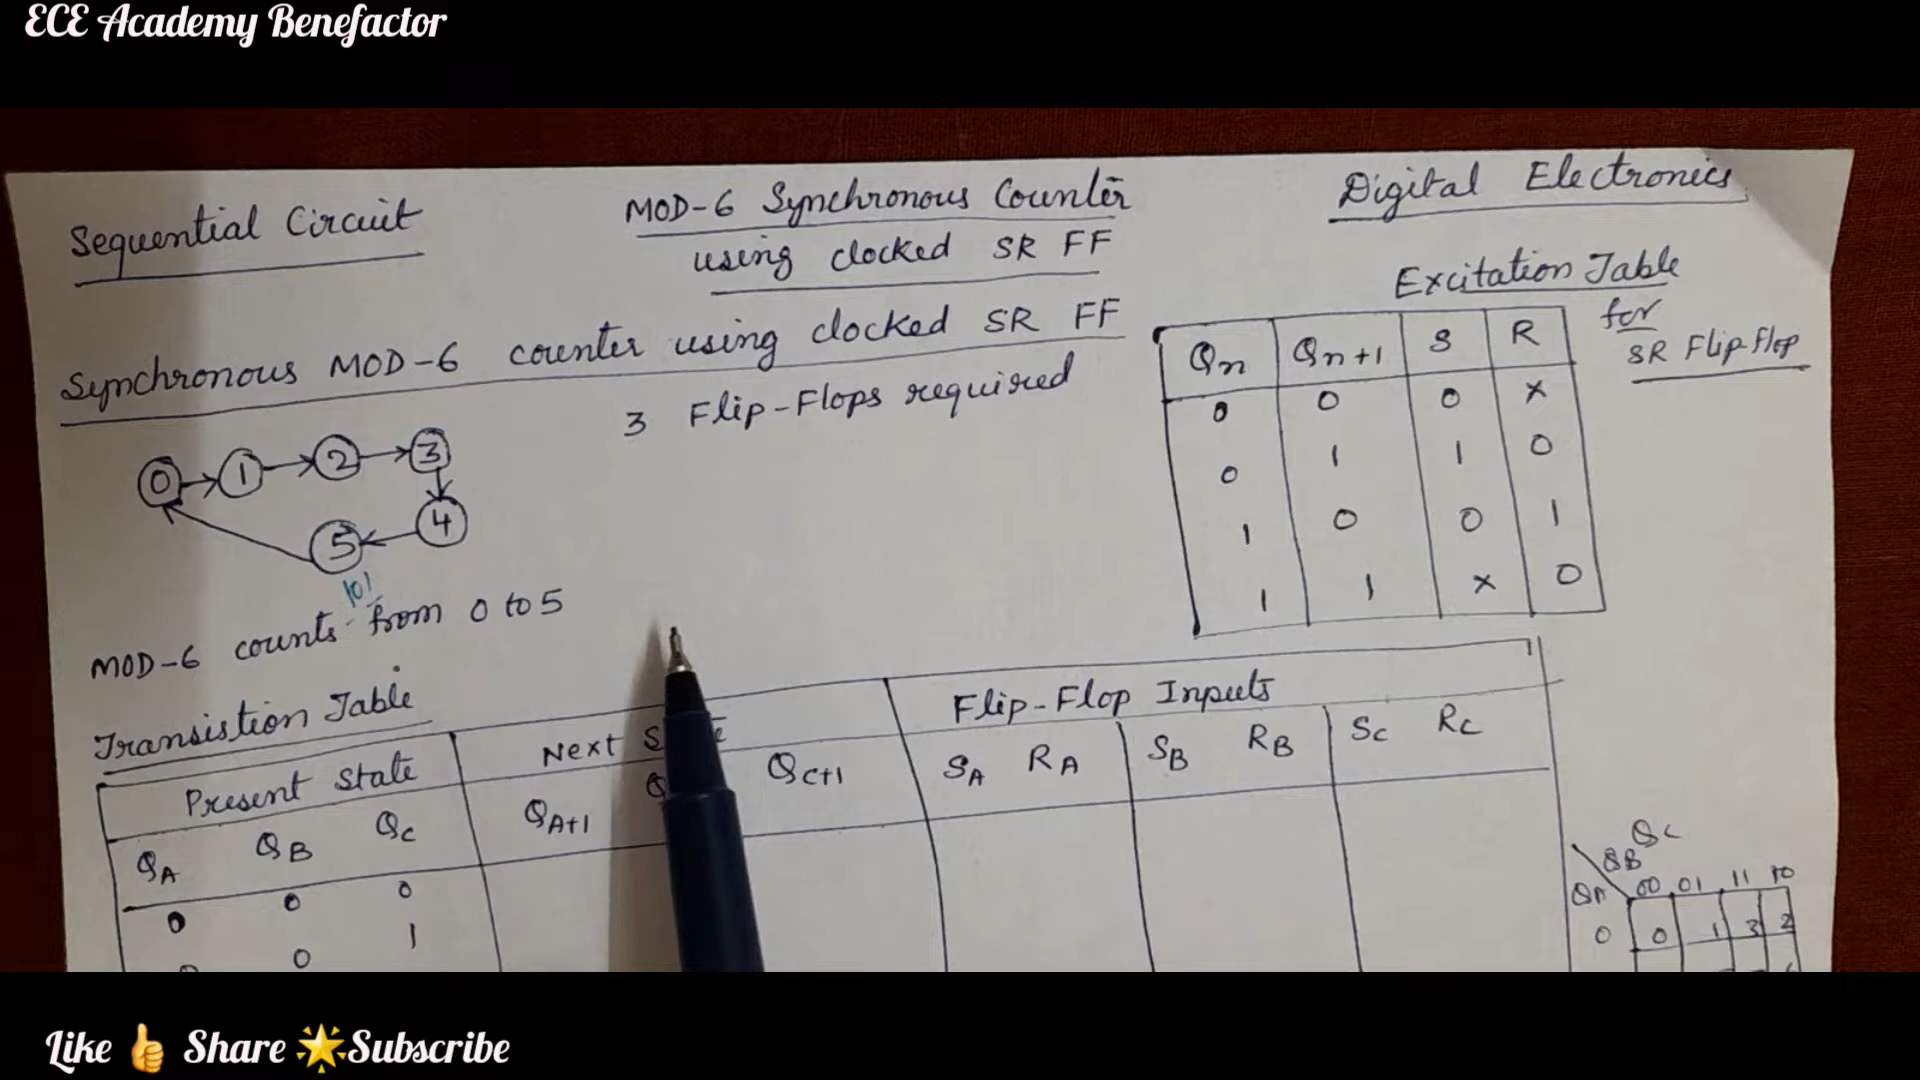 ECE Academy Benefactor
Sequential Circuit
MOD-6 Synchronous Counter
using clocked SR FF
Digital Electronics
Excitation Table
for
SR Flip-Flop
Synchronous MOD-6 counter using clocked SR FF
3 Flip-Flops required
Qn Qn+1 S R
0 0 0 x
0 1 1 0
1 0 0 1
1 1 x 0
0 1 2 3
5 4
101
MOD-6 counts from 0 to 5
Transistion Table
Present State Next Flip-Flop Inputs
QA QB QC QA+1 QC+1 SA RA SB RB SC RC
0 0 0
0 1
QC
QB
QA 00 01 11 10
0 0 1 3 2
Like 👍 Share 🌟Subscribe